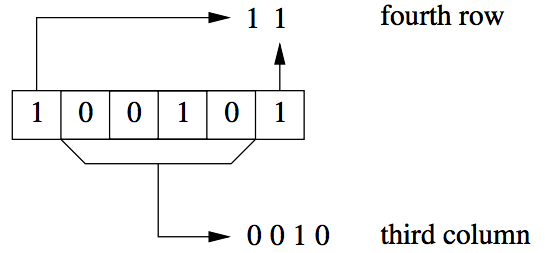 1 1 fourth row
1 0 0 1 0 1
0 0 1 0 third column